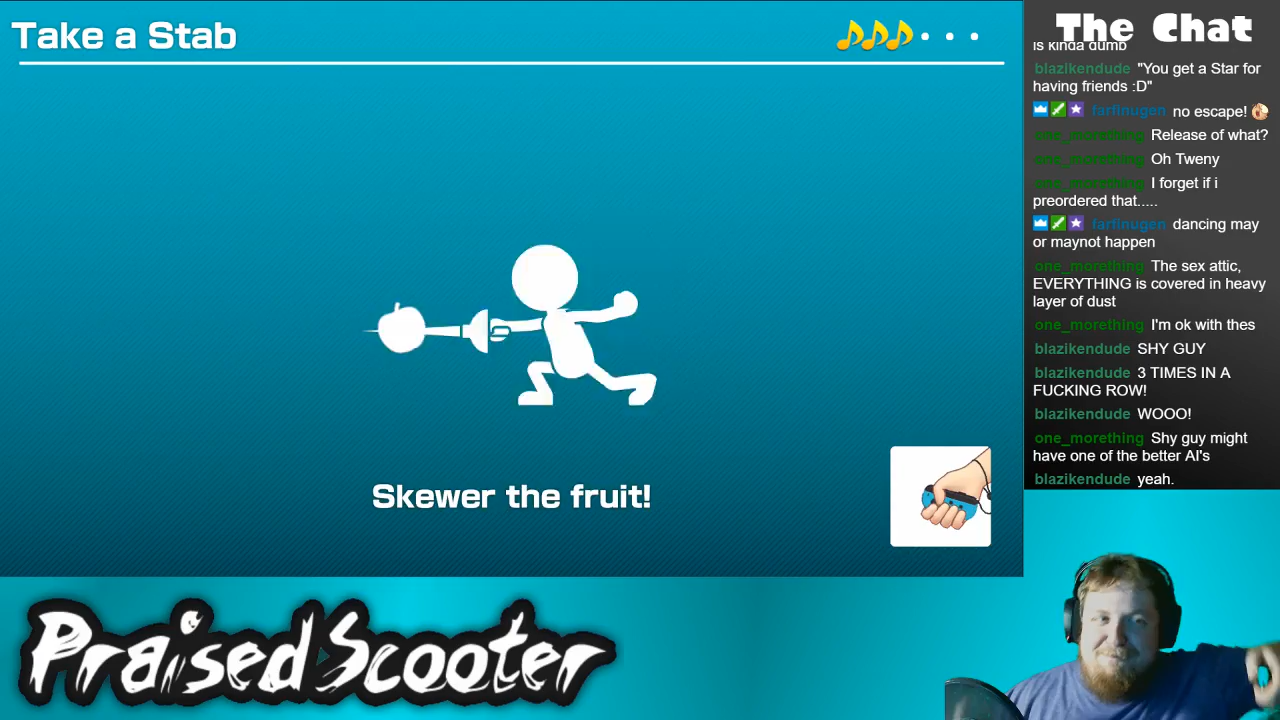 Take a Stab
Skewer the fruit!
PraisedScooter
The Chat
is kinda dumb
blazikendude "You get a Star for
having friends :D"
farfinugen no escape!
one_morething Release of what?
one_morething Oh Tweny
one_morething I forget if i
preordered that.....
farfinugen dancing may
or maynot happen
one_morething The sex attic,
EVERYTHING is covered in heavy
layer of dust
one_morething I'm ok with thes
blazikendude SHY GUY
blazikendude 3 TIMES IN A
FUCKING ROW!
blazikendude WOOO!
one_morething Shy guy might
have one of the better AI's
blazikendude yeah.